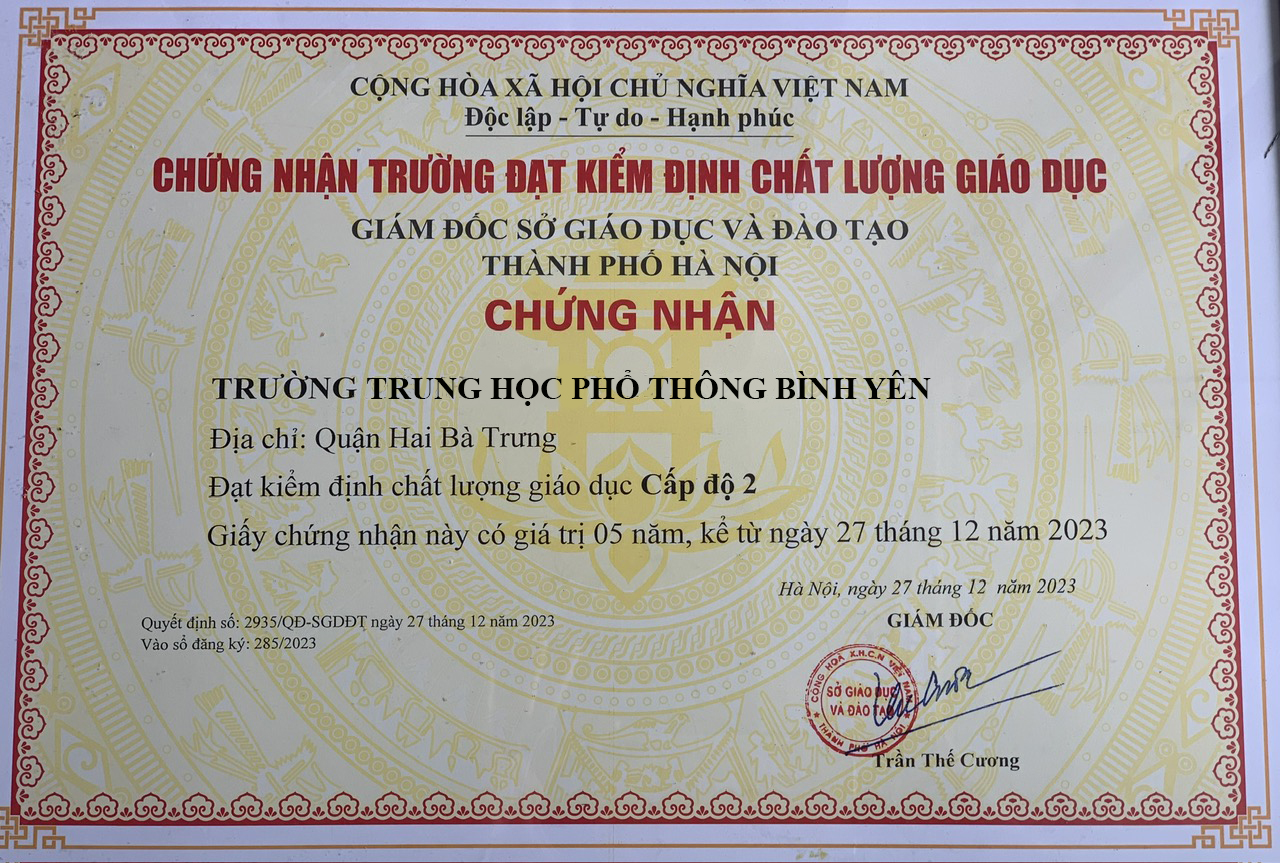 CỘNG HÒA XÃ HỘI CHỦ NGHĨA VIỆT NAM
Độc lập - Tự do - Hạnh phúc
CHỨNG NHẬN TRƯỜNG ĐẠT KIỂM ĐỊNH CHẤT LƯỢNG GIÁO DỤC
GIÁM ĐỐC SỞ GIÁO DỤC VÀ ĐÀO TẠO
THÀNH PHỐ HÀ NỘI
CHỨNG NHẬN
TRƯỜNG TRUNG HỌC PHỔ THÔNG BÌNH YÊN
Địa chỉ: Quận Hai Bà Trưng
Đạt kiểm định chất lượng giáo dục Cấp độ 2
Giấy chứng nhận này có giá trị 05 năm, kể từ ngày 27 tháng 12 năm 2023
Hà Nội, ngày 27 tháng 12 năm 2023
GIÁM ĐỐC
Quyết định số: 2935/QĐ-SGDĐT ngày 27 tháng 12 năm 2023
Vào sổ đăng ký: 285/2023
CỘNG HÒA X.H.C.N VIỆT NAM
SỞ GIÁO DỤC
VÀ ĐÀO TẠO
THÀNH PHỐ HÀ NỘI
Trần Thế Cương